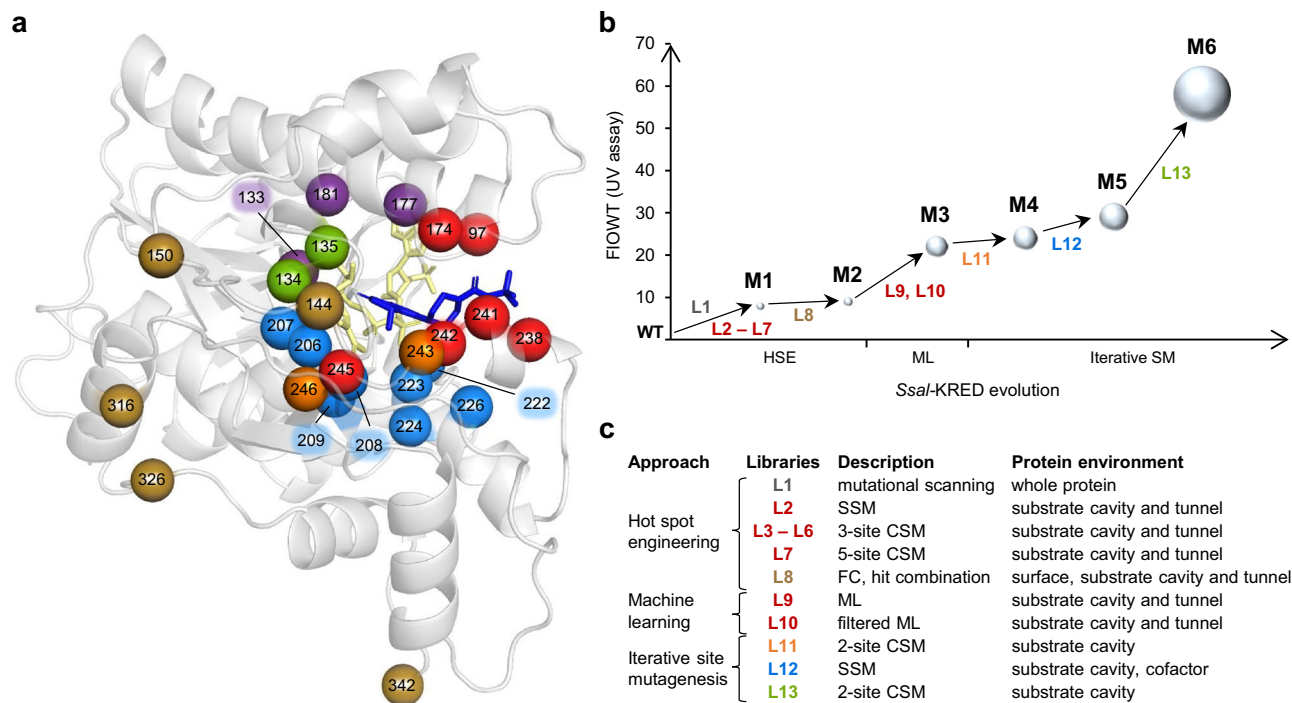 a
133
181
177
174
97
135
150
134
144
207
206
241
242
238
243
245
246
223
316
226
224
222
209
208
326
342
b
FIOWT (UV assay)
70
60
50
40
30
20
10
WT
M1
M2
M3
M4
M5
M6
L1
L2 – L7
L8
L9, L10
L11
L12
L13
HSE
ML
Iterative SM
SsaI-KRED evolution
c
Approach Libraries Description Protein environment
L1 mutational scanning whole protein
L2 SSM substrate cavity and tunnel
Hot spot engineering
L3 – L6 3-site CSM substrate cavity and tunnel
L7 5-site CSM substrate cavity and tunnel
L8 FC, hit combination surface, substrate cavity and tunnel
Machine learning
L9 ML substrate cavity and tunnel
L10 filtered ML substrate cavity and tunnel
Iterative site mutagenesis
L11 2-site CSM substrate cavity
L12 SSM substrate cavity, cofactor
L13 2-site CSM substrate cavity